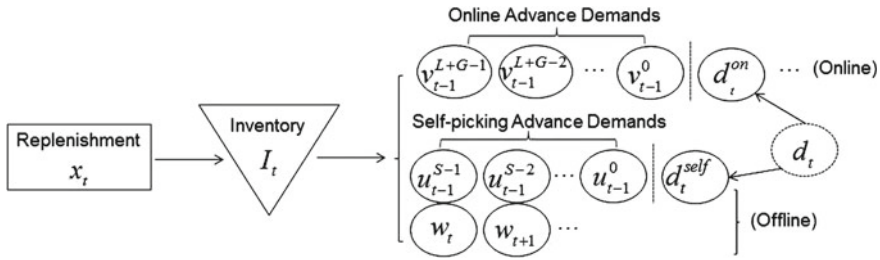 Online Advance Demands
v_{t-1}^{L+G-1} v_{t-1}^{L+G-2} ... v_{t-1}^{0} d_t^{on} ... (Online)
Replenishment
x_t
Inventory
I_t
Self-picking Advance Demands
d_t
u_{t-1}^{S-1} u_{t-1}^{S-2} ... u_{t-1}^{0} d_t^{self}
w_t w_{t+1} ...
(Offline)